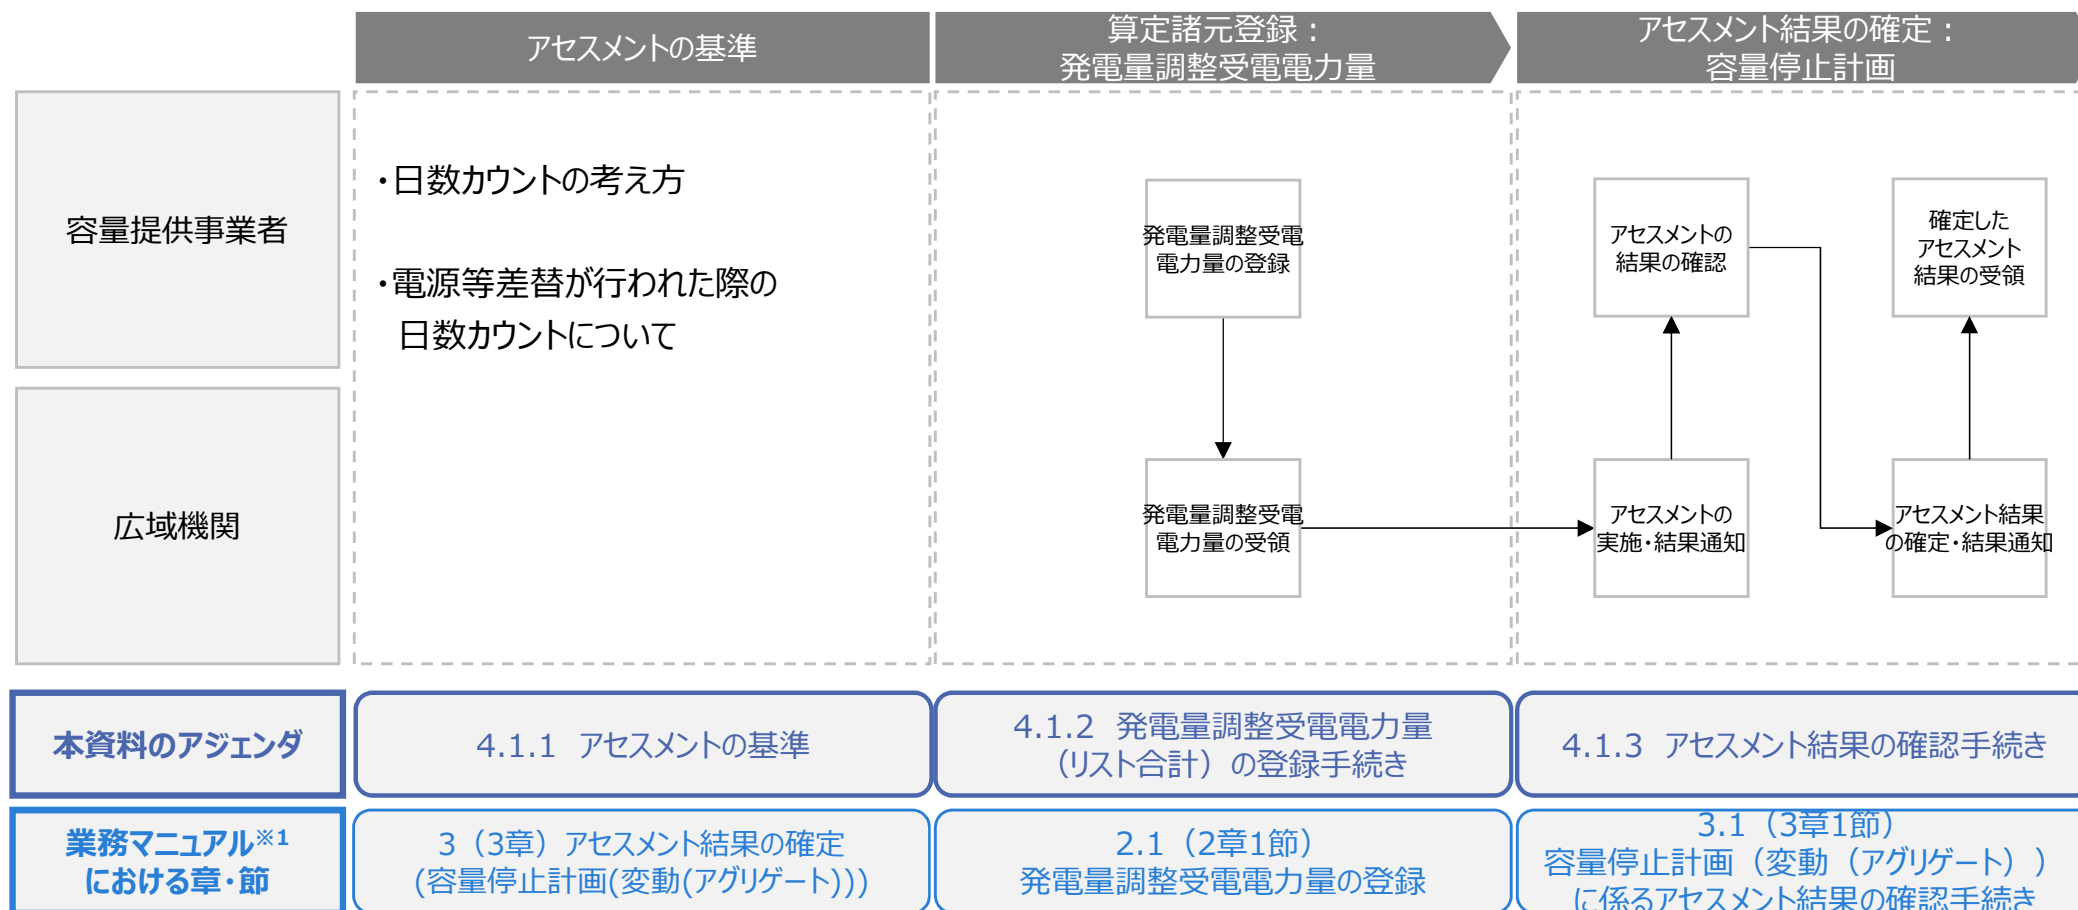 アセスメントの基準
算定諸元登録：
発電量調整受電電力量
アセスメント結果の確定：
容量停止計画
容量提供事業者
・日数カウントの考え方
・電源等差替が行われた際の
日数カウントについて
発電量調整受電
電力量の登録
アセスメントの
結果の確認
確定した
アセスメント
結果の受領
広域機関
発電量調整受電
電力量の受領
アセスメントの
実施・結果通知
アセスメント結果
の確定・結果通知
本資料のアジェンダ
4.1.1 アセスメントの基準
4.1.2 発電量調整受電電力量
（リスト合計）の登録手続き
4.1.3 アセスメント結果の確認手続き
業務マニュアル※1
における章・節
3（3章）アセスメント結果の確定
(容量停止計画(変動(アグリゲート)))
2.1（2章1節）
発電量調整受電電力量の登録
3.1（3章1節）
容量停止計画（変動（アグリゲート））
に係るアセスメント結果の確認手続き